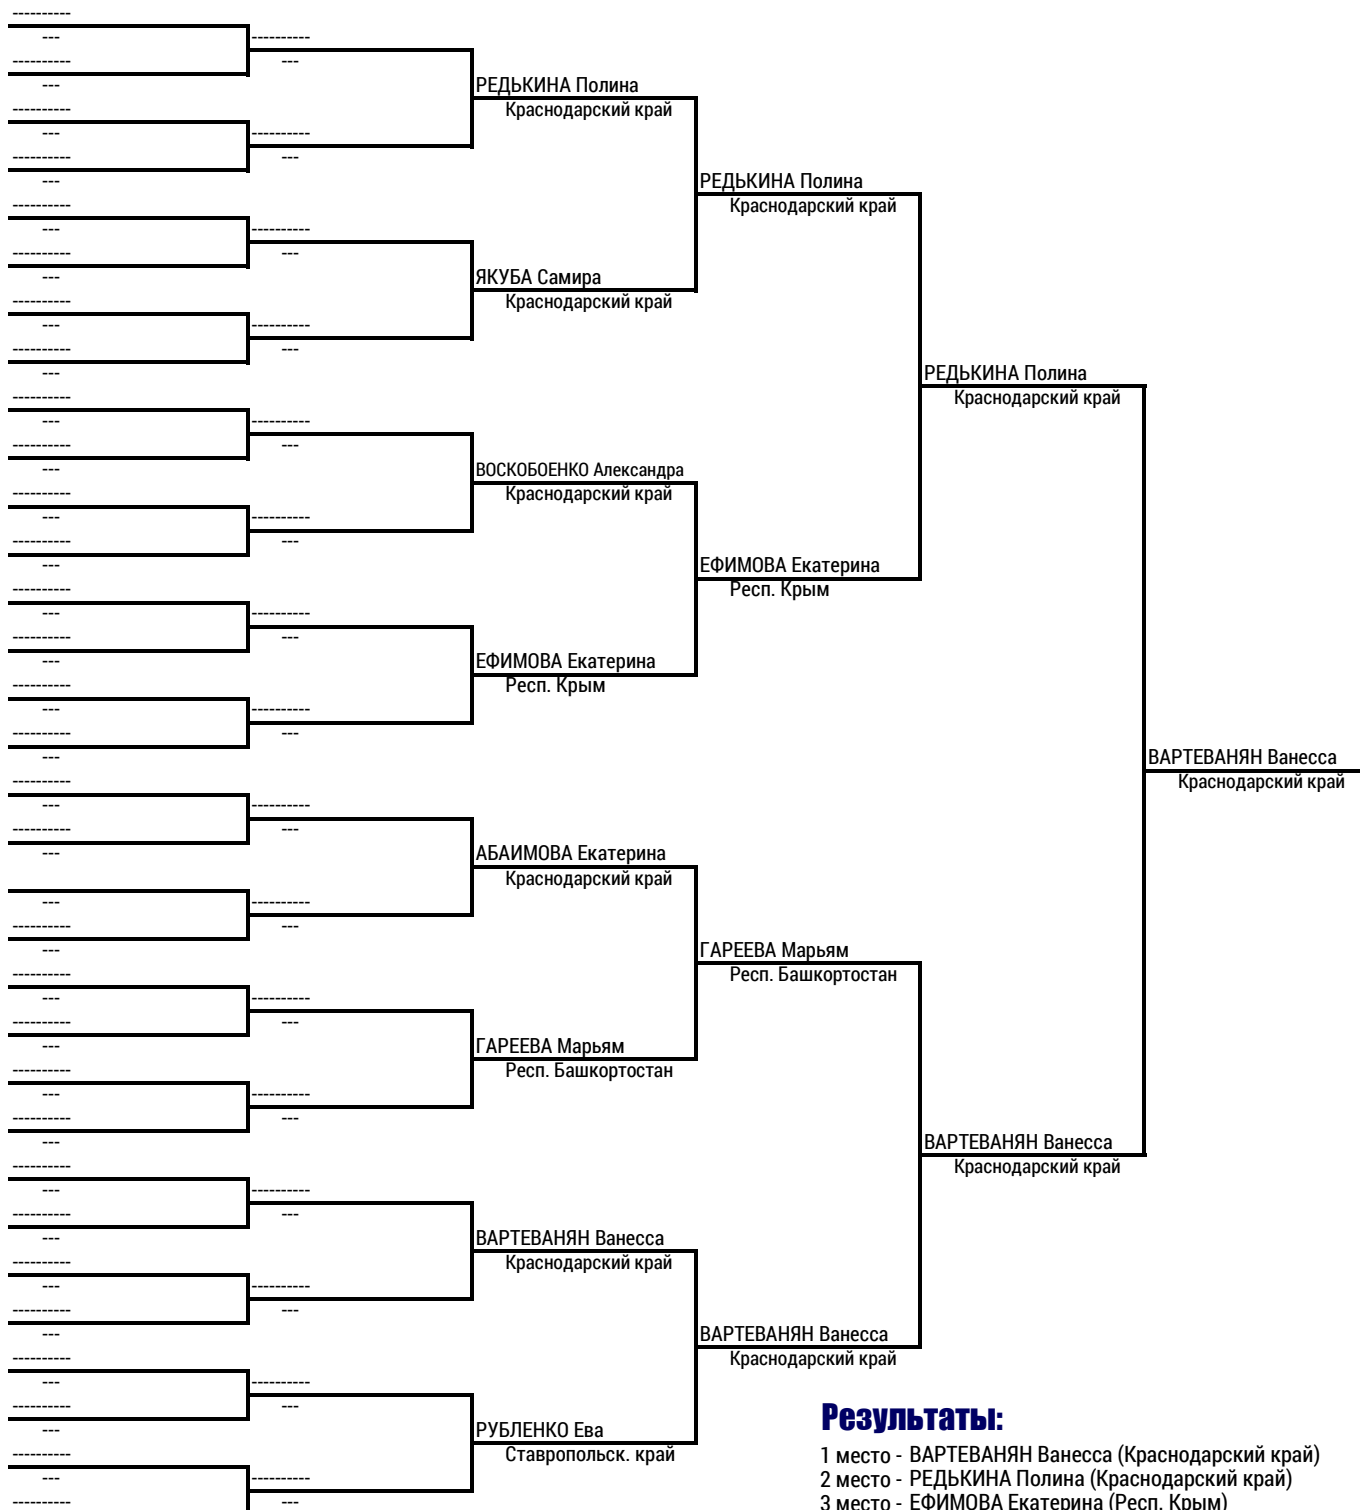 РЕДЬКИНА Полина
Краснодарский край
ЯКУБА Самира
Краснодарский край
ВОСКОБОЕНКО Александра
Краснодарский край
ЕФИМОВА Екатерина
Респ. Крым
АБАИМОВА Екатерина
Краснодарский край
ГАРЕЕВА Марьям
Респ. Башкортостан
ВАРТЕВАНЯН Ванесса
Краснодарский край
РУБЛЕНКО Ева
Ставропольск. край
РЕДЬКИНА Полина
Краснодарский край
ЕФИМОВА Екатерина
Респ. Крым
ГАРЕЕВА Марьям
Респ. Башкортостан
ВАРТЕВАНЯН Ванесса
Краснодарский край
РЕДЬКИНА Полина
Краснодарский край
ВАРТЕВАНЯН Ванесса
Краснодарский край
ВАРТЕВАНЯН Ванесса
Краснодарский край
Результаты:
1 место - ВАРТЕВАНЯН Ванесса (Краснодарский край)
2 место - РЕДЬКИНА Полина (Краснодарский край)
3 место - ЕФИМОВА Екатерина (Респ. Крым)